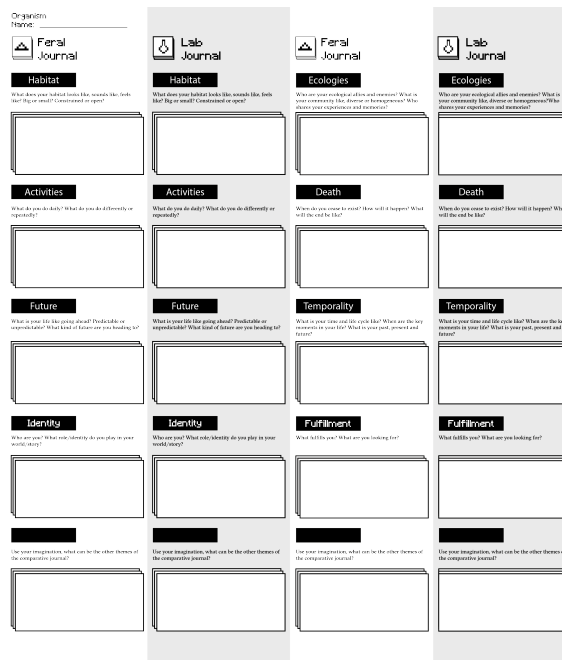 Organism
Name:
Feral
Journal
Habitat
What does your habitat looks like, sounds like, feels
like? Big or small? Constrained or open?
Activities
What do you do daily? What do you do differently or
repeatedly?
Future
What is your life like going ahead? Predictable or
unpredictable? What kind of future are you heading to?
Identity
Who are you? What role/identity do you play in your
world/story?
Use your imagination, what can be the other themes of
the comparative journal?
Lab
Journal
Habitat
What does your habitat looks like, sounds like, feels
like? Big or small? Constrained or open?
Activities
What do you do daily? What do you do differently or
repeatedly?
Future
What is your life like going ahead? Predictable or
unpredictable? What kind of future are you heading to?
Identity
Who are you? What role/identity do you play in your
world/story?
Use your imagination, what can be the other themes of
the comparative journal?
Feral
Journal
Ecologies
Who are your ecological allies and enemies? What is
your community like, diverse or homogeneous? Who
shares your experiences and memories?
Death
When do you cease to exist? How will it happen? What
will the end be like?
Temporality
What is your time and life cycle like? When are the key
moments in your life? What is your past, present and
future?
Fulfillment
What fulfills you? What are you looking for?
Use your imagination, what can be the other themes of
the comparative journal?
Lab
Journal
Ecologies
Who are your ecological allies and enemies? What is
your community like, diverse or homogeneous?Who
shares your experiences and memories?
Death
When do you cease to exist? How will it happen?
will the end be like?
Temporality
What is your time and life cycle like? When are the
moments in your life? What is your past, present and
future?
Fulfillment
What fulfills you? What are you looking for?
Use your imagination, what can be the other themes
the comparative journal?